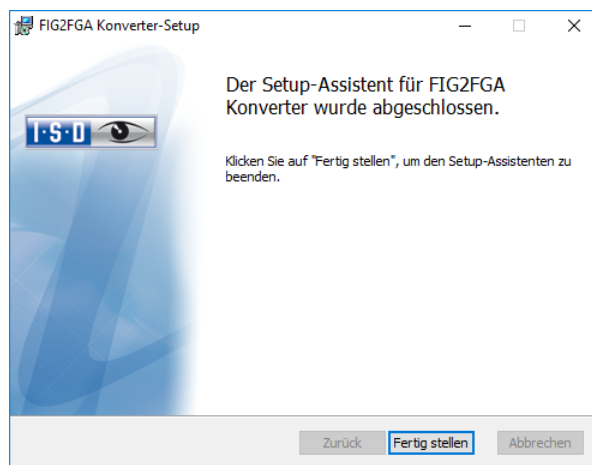 FIG2FGA Konverter-Setup
Der Setup-Assistent für FIG2FGA
Konverter wurde abgeschlossen.
I·S·D
Klicken Sie auf "Fertig stellen", um den Setup-Assistenten zu
beenden.
Zurück Fertig stellen Abbrechen